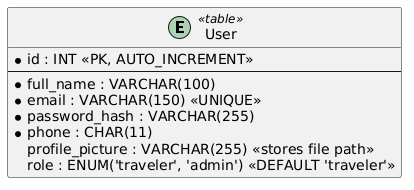 E
«table»
User
id : INT «PK, AUTO_INCREMENT»
full_name : VARCHAR(100)
email : VARCHAR(150) «UNIQUE»
password_hash : VARCHAR(255)
phone : CHAR(11)
profile_picture : VARCHAR(255) «stores file path»
role : ENUM('traveler', 'admin') «DEFAULT 'traveler'»